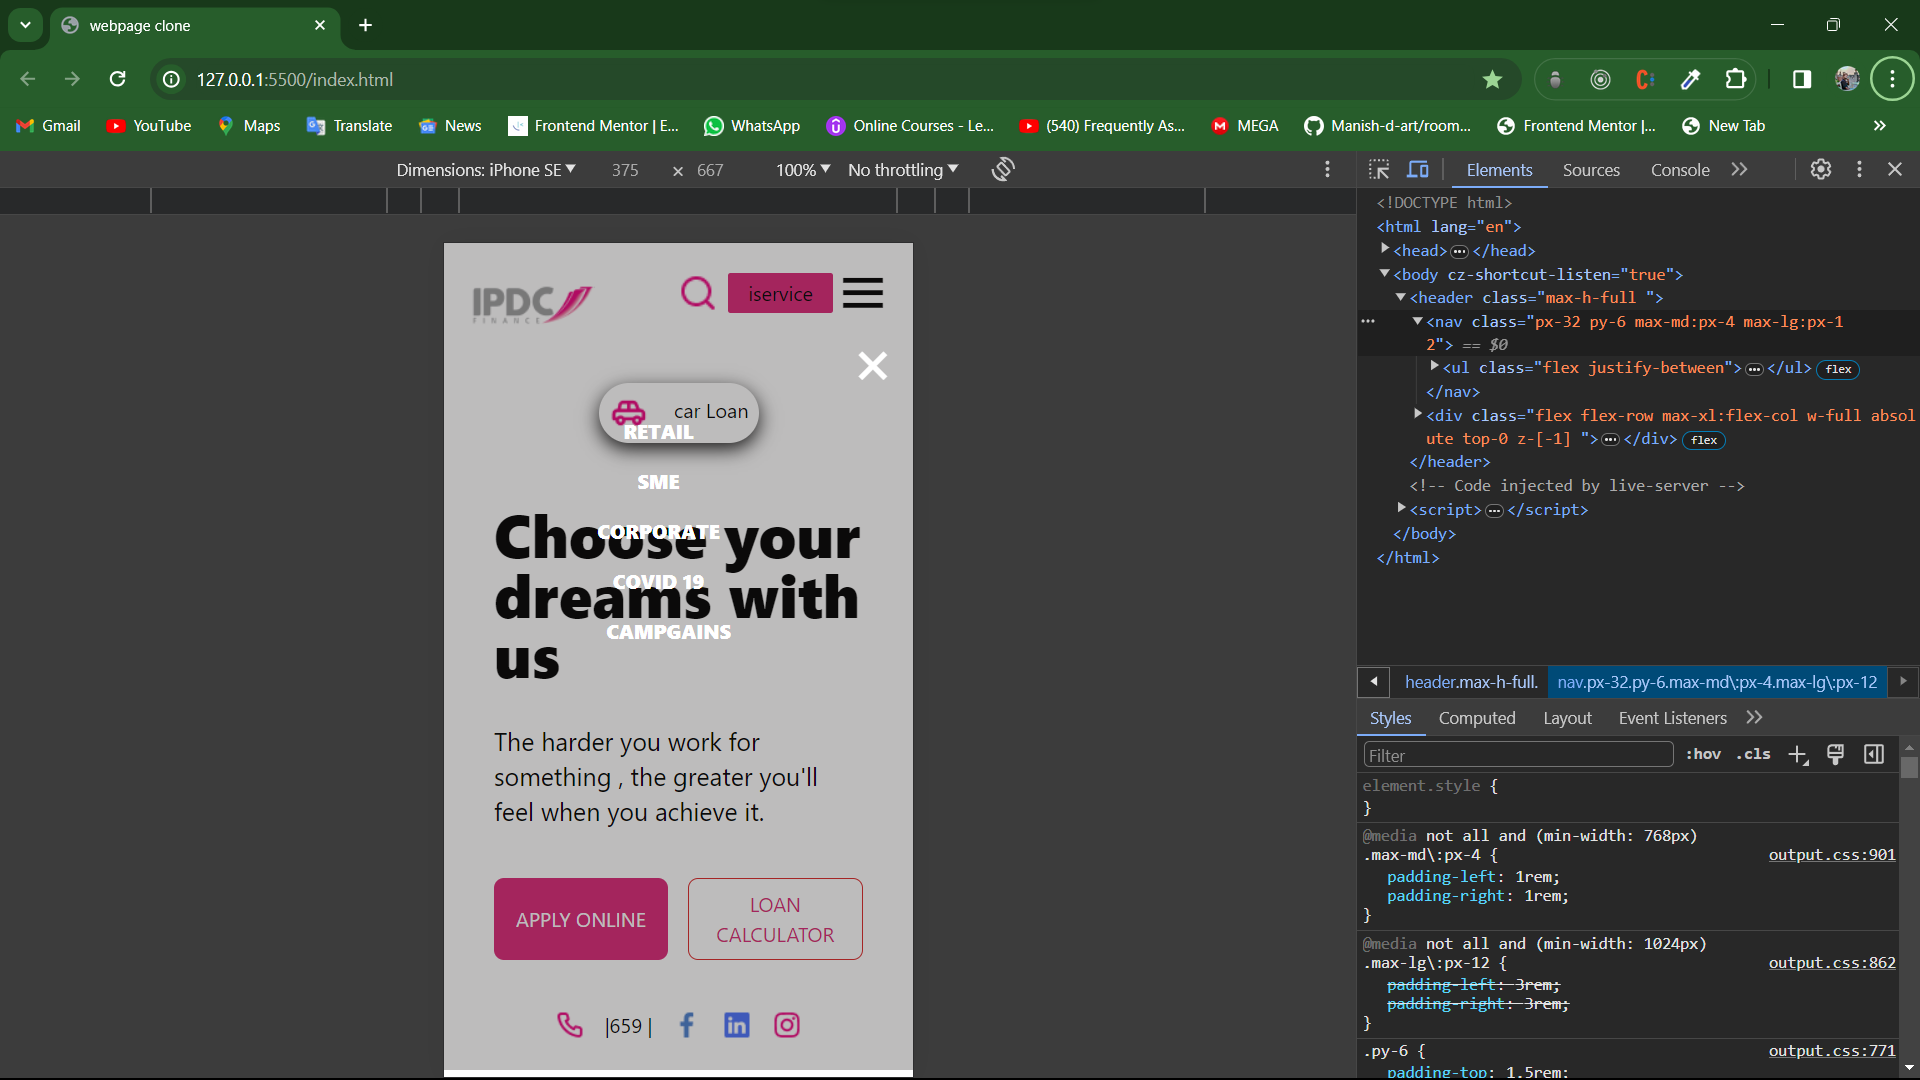 webpage clone
127.0.0.1:5500/index.html
Gmail
YouTube
Maps
Translate
News
Frontend Mentor | E...
WhatsApp
Online Courses - Le...
(540) Frequently As...
MEGA
Manish-d-art/room...
Frontend Mentor |...
New Tab
»
Dimensions: iPhone SE 375 × 667 100% No throttling
IPDC
FINANCE
iservice
car Loan
RETAIL
SME
CORPORATE
COVID 19
CAMPGAINS
Choose your
dreams with
us
The harder you work for
something , the greater you'll
feel when you achieve it.
APPLY ONLINE
LOAN
CALCULATOR
|659 |
Elements Sources Console
<!DOCTYPE html>
<html lang="en">
<head>…</head>
<body cz-shortcut-listen="true">
<header class="max-h-full ">
<nav class="px-32 py-6 max-md:px-4 max-lg:px-1
2"> == $0
<ul class="flex justify-between">…</ul> flex
</nav>
<div class="flex flex-row max-xl:flex-col w-full absol
ute top-0 z-[-1] ">…</div> flex
</header>
<!-- Code injected by live-server -->
<script>…</script>
</body>
</html>
header.max-h-full. nav.px-32.py-6.max-md\:px-4.max-lg\:px-12
Styles Computed Layout Event Listeners
Filter :hov .cls
element.style {
}
@media not all and (min-width: 768px)
.max-md\:px-4 { output.css:901
padding-left: 1rem;
padding-right: 1rem;
}
@media not all and (min-width: 1024px)
.max-lg\:px-12 { output.css:862
padding-left: 3rem;
padding-right: 3rem;
}
.py-6 { output.css:771
padding-top: 1.5rem;